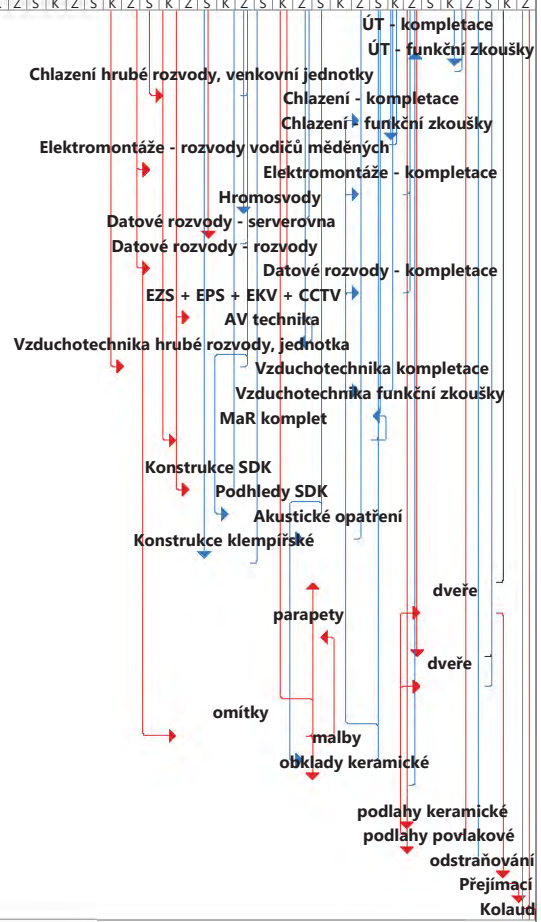 Z S K Z S K Z S K Z S K Z S K Z S K Z S K Z
ÚT - kompletace
ÚT - funkční zkoušky
Chlazení hrubé rozvody, venkovní jednotky
Chlazení - kompletace
Chlazení - funkční zkoušky
Elektromontáže - rozvody vodičů měděných
Elektromontáže - kompletace
Hromosvody
Datové rozvody - serverovna
Datové rozvody - rozvody
Datové rozvody - kompletace
EZS + EPS + EKV + CCTV
AV technika
Vzduchotechnika hrubé rozvody, jednotka
Vzduchotechnika kompletace
Vzduchotechnika funkční zkoušky
MaR komplet
Konstrukce SDK
Podhledy SDK
Akustické opatření
Konstrukce klempířské
dveře
parapety
dveře
omítky
malby
obklady keramické
podlahy keramické
podlahy povlakové
odstraňování
Přejímací
Kolaud